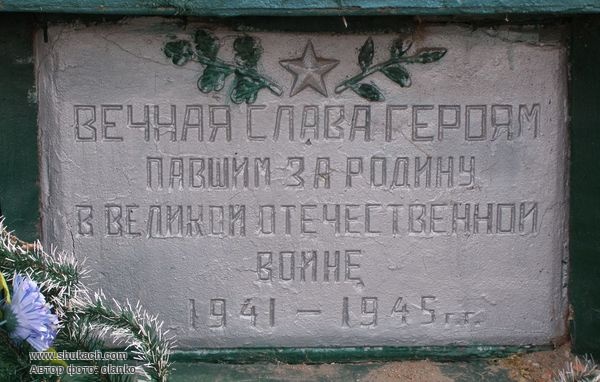 ВЕЧНАЯ СЛАВА ГЕРОЯМ
ПАВШИМ ЗА РОДИНУ
В ВЕЛИКОЙ ОТЕЧЕСТВЕННОЙ
ВОЙНЕ
1941 – 1945 г.г.
www.shukach.com
Автор фото: olanko